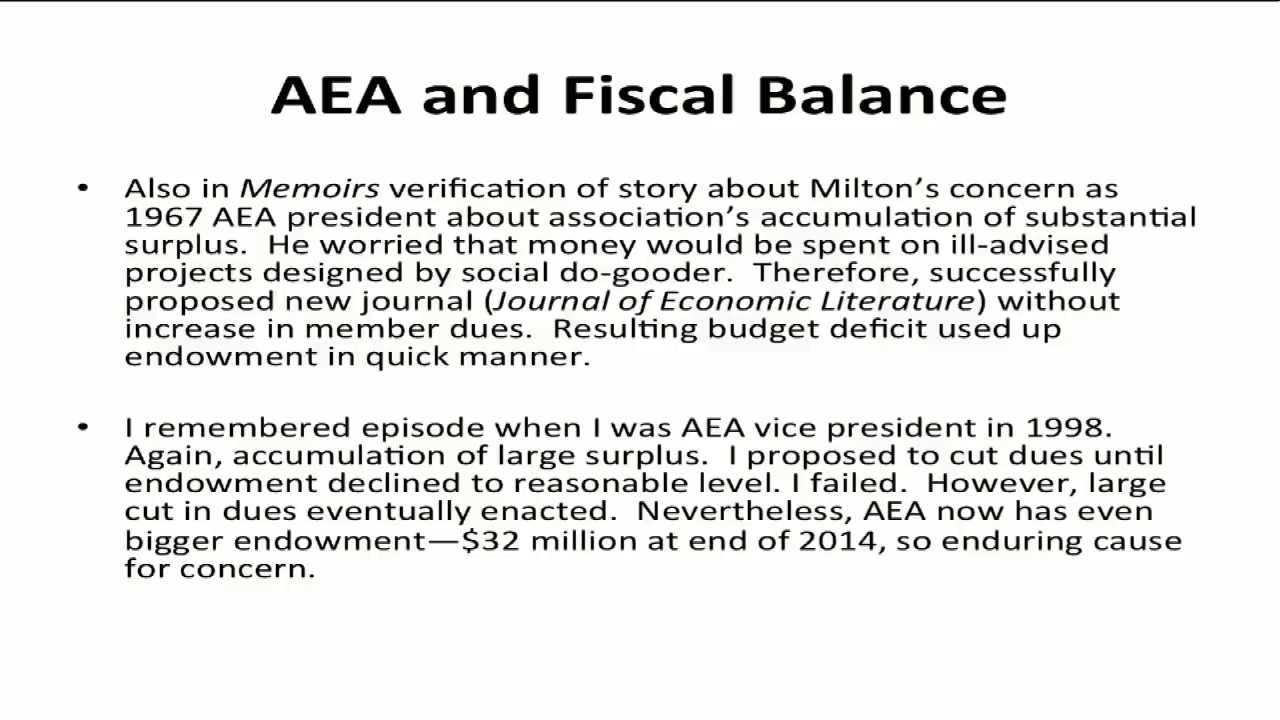 AEA and Fiscal Balance
• Also in Memoirs verification of story about Milton’s concern as
1967 AEA president about association’s accumulation of substantial
surplus.  He worried that money would be spent on ill-advised
projects designed by social do-gooder.  Therefore, successfully
proposed new journal (Journal of Economic Literature) without
increase in member dues.  Resulting budget deficit used up
endowment in quick manner.
• I remembered episode when I was AEA vice president in 1998.
Again, accumulation of large surplus.  I proposed to cut dues until
endowment declined to reasonable level. I failed.  However, large
cut in dues eventually enacted.  Nevertheless, AEA now has even
bigger endowment—$32 million at end of 2014, so enduring cause
for concern.